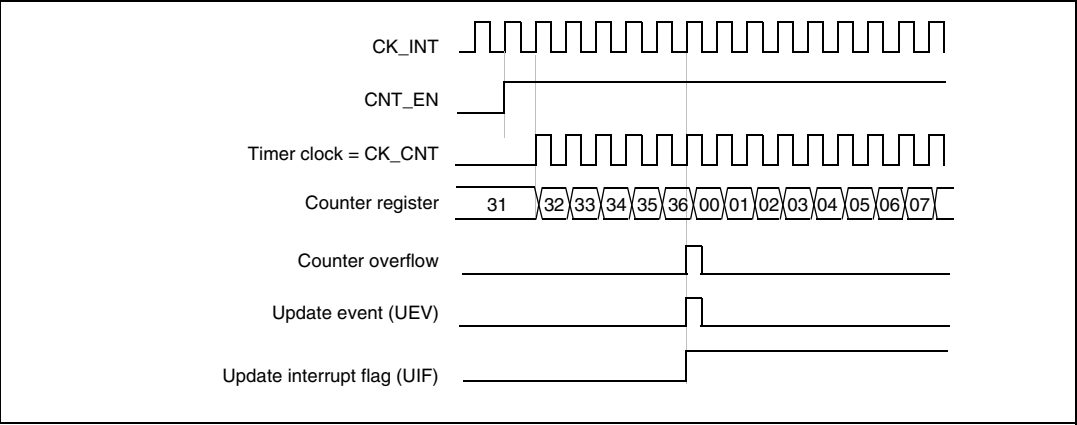 CK_INT
CNT_EN
Timer clock = CK_CNT
Counter register 31 32 33 34 35 36 00 01 02 03 04 05 06 07
Counter overflow
Update event (UEV)
Update interrupt flag (UIF)